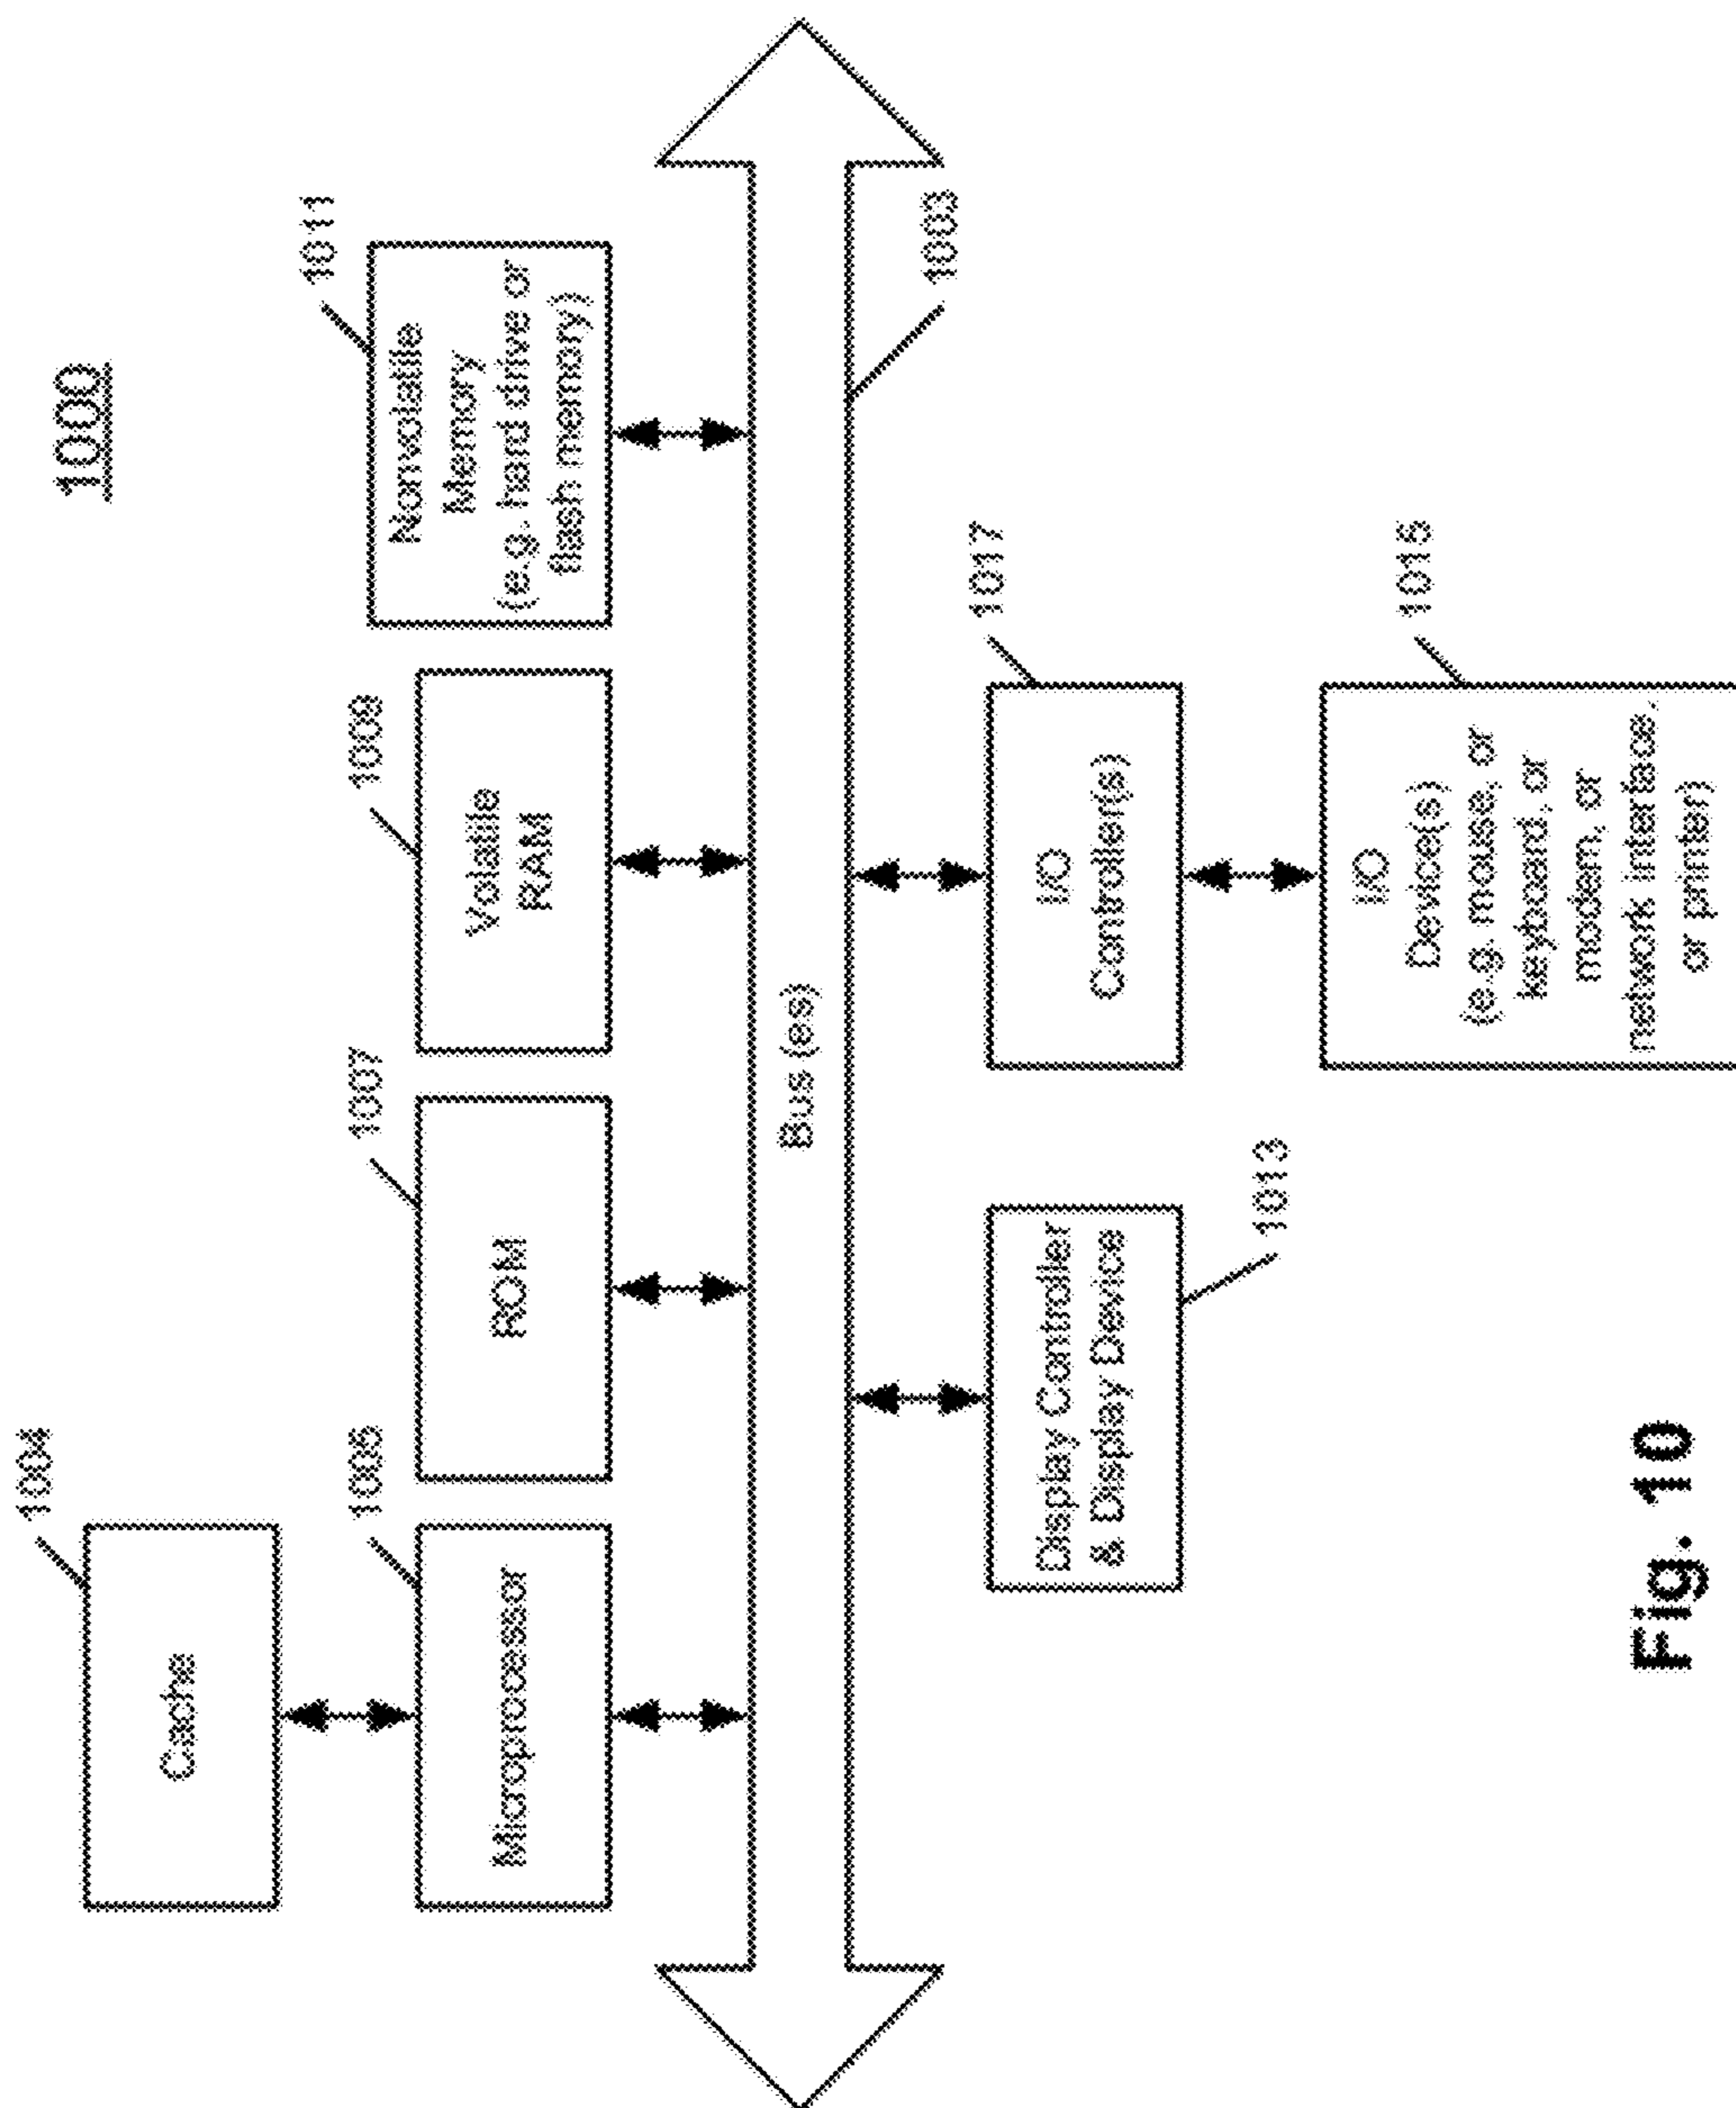 1000
1004
Cache
1005
Microprocessor
1007
ROM
1009
Volatile
RAM
1011
Nonvolatile
Memory
(e.g. hard drive or
flash memory)
Bus (es)
1003
Display Controller
& Display Device
1013
I/O
Controller(s)
1017
I/O
Device(s)
(e.g. mouse, or
keyboard, or
modem, or
network interface,
or printer)
1015
Fig. 10